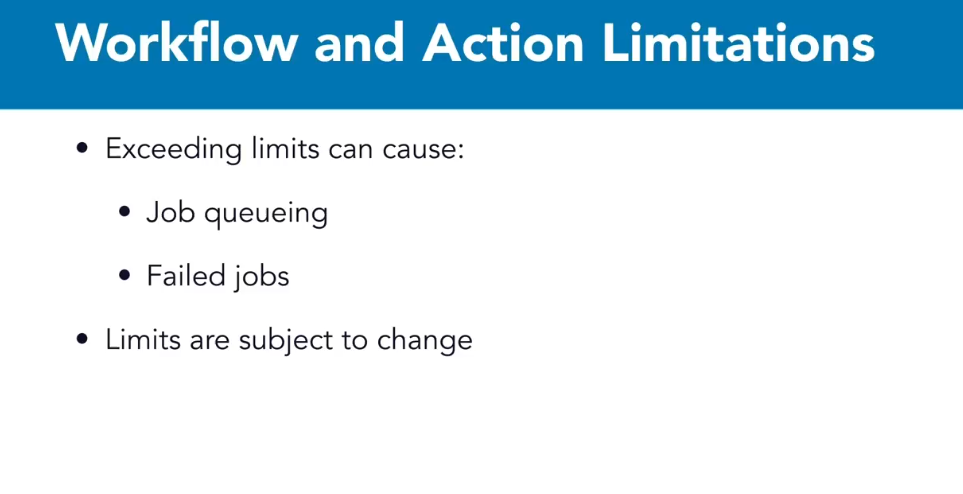 Workflow and Action Limitations
• Exceeding limits can cause:
• Job queueing
• Failed jobs
• Limits are subject to change